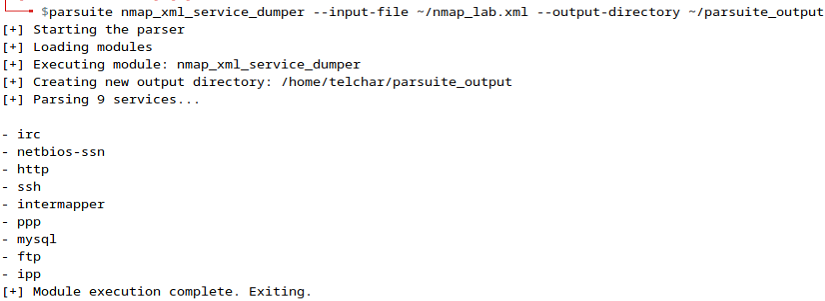 $parsuite nmap_xml_service_dumper --input-file ~/nmap_lab.xml --output-directory ~/parsuite_output
[+] Starting the parser
[+] Loading modules
[+] Executing module: nmap_xml_service_dumper
[+] Creating new output directory: /home/telchar/parsuite_output
[+] Parsing 9 services...
- irc
- netbios-ssn
- http
- ssh
- intermapper
- ppp
- mysql
- ftp
- ipp
[+] Module execution complete. Exiting.